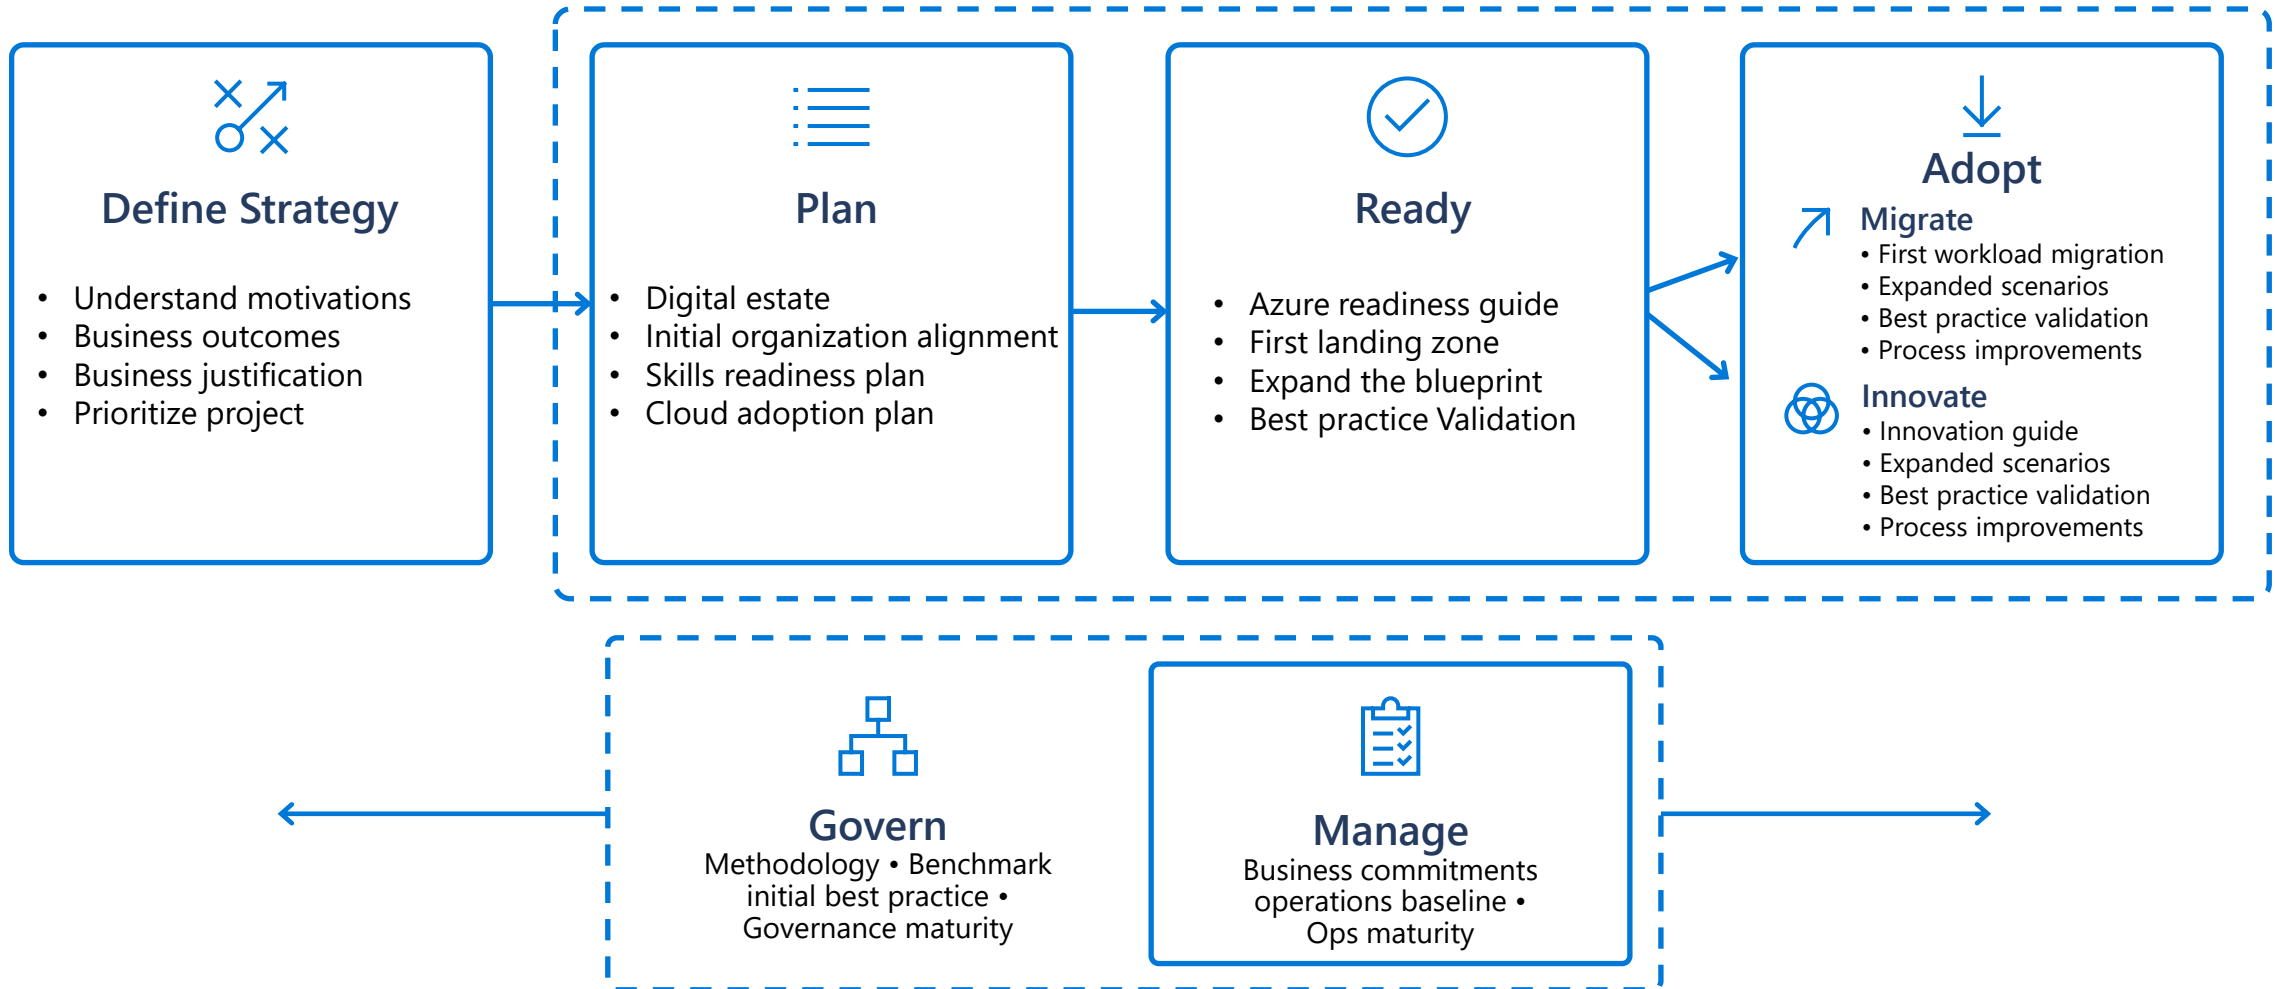 Define Strategy
• Understand motivations
• Business outcomes
• Business justification
• Prioritize project
Plan
• Digital estate
• Initial organization alignment
• Skills readiness plan
• Cloud adoption plan
Ready
• Azure readiness guide
• First landing zone
• Expand the blueprint
• Best practice Validation
Adopt
Migrate
• First workload migration
• Expanded scenarios
• Best practice validation
• Process improvements
Innovate
• Innovation guide
• Expanded scenarios
• Best practice validation
• Process improvements
Govern
Methodology • Benchmark
initial best practice •
Governance maturity
Manage
Business commitments
operations baseline •
Ops maturity